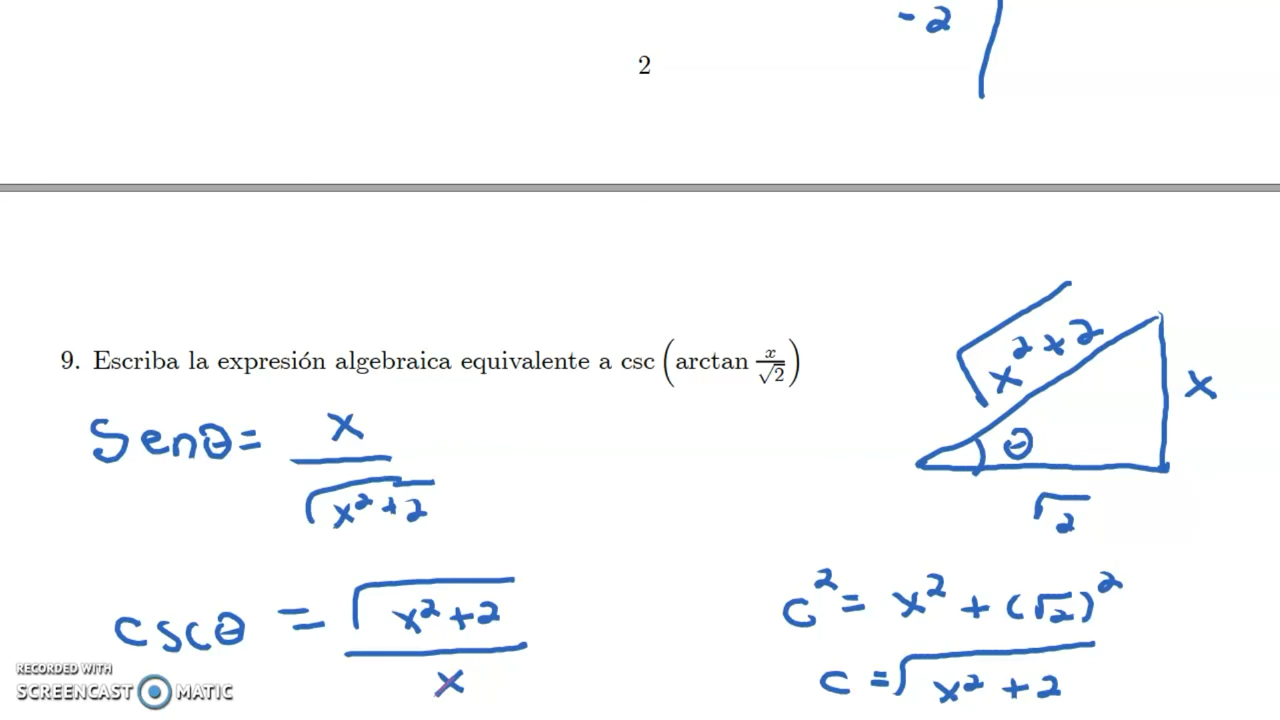 - 2
2
9. Escriba la expresión algebraica equivalente a csc (arctan x/√2)
Senθ = x/√(x²+2)
cscθ = √(x²+2)/x
√(x² x 2)
x
θ
√2
c² = x² + (√2)²
c = √(x² + 2)
RECORDED WITH
SCREENCAST MATIC